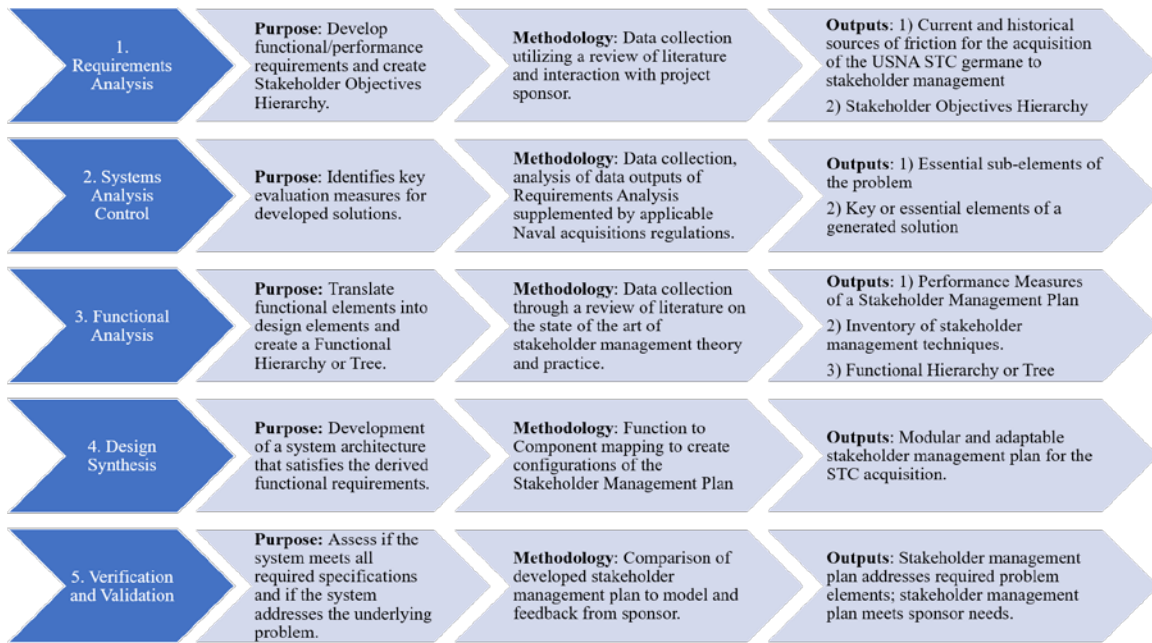 1.
Requirements
Analysis
Purpose: Develop
functional/performance
requirements and create
Stakeholder Objectives
Hierarchy.
Methodology: Data collection
utilizing a review of literature
and interaction with project
sponsor.
Outputs: 1) Current and historical
sources of friction for the acquisition
of the USNA STC germane to
stakeholder management
2) Stakeholder Objectives Hierarchy
2. Systems
Analysis
Control
Purpose: Identifies key
evaluation measures for
developed solutions.
Methodology: Data collection,
analysis of data outputs of
Requirements Analysis
supplemented by applicable
Naval acquisitions regulations.
Outputs: 1) Essential sub-elements of
the problem
2) Key or essential elements of a
generated solution
3. Functional
Analysis
Purpose: Translate
functional elements into
design elements and
create a Functional
Hierarchy or Tree.
Methodology: Data collection
through a review of literature on
the state of the art of
stakeholder management theory
and practice.
Outputs: 1) Performance Measures
of a Stakeholder Management Plan
2) Inventory of stakeholder
management techniques.
3) Functional Hierarchy or Tree
4. Design
Synthesis
Purpose: Development
of a system architecture
that satisfies the derived
functional requirements.
Methodology: Function to
Component mapping to create
configurations of the
Stakeholder Management Plan
Outputs: Modular and adaptable
stakeholder management plan for the
STC acquisition.
5. Verification
and Validation
Purpose: Assess if the
system meets all
required specifications
and if the system
addresses the underlying
problem.
Methodology: Comparison of
developed stakeholder
management plan to model and
feedback from sponsor.
Outputs: Stakeholder management
plan addresses required problem
elements; stakeholder management
plan meets sponsor needs.